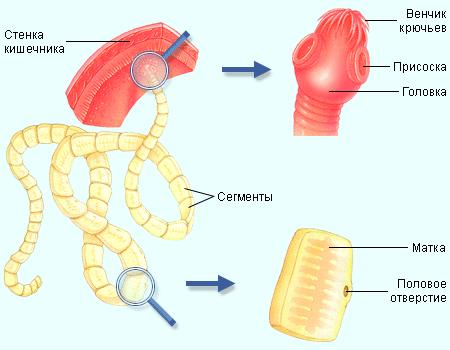 Стенка
кишечника
Венчик
крючьев
Присоска
Головка
Сегменты
Матка
Половое
отверстие